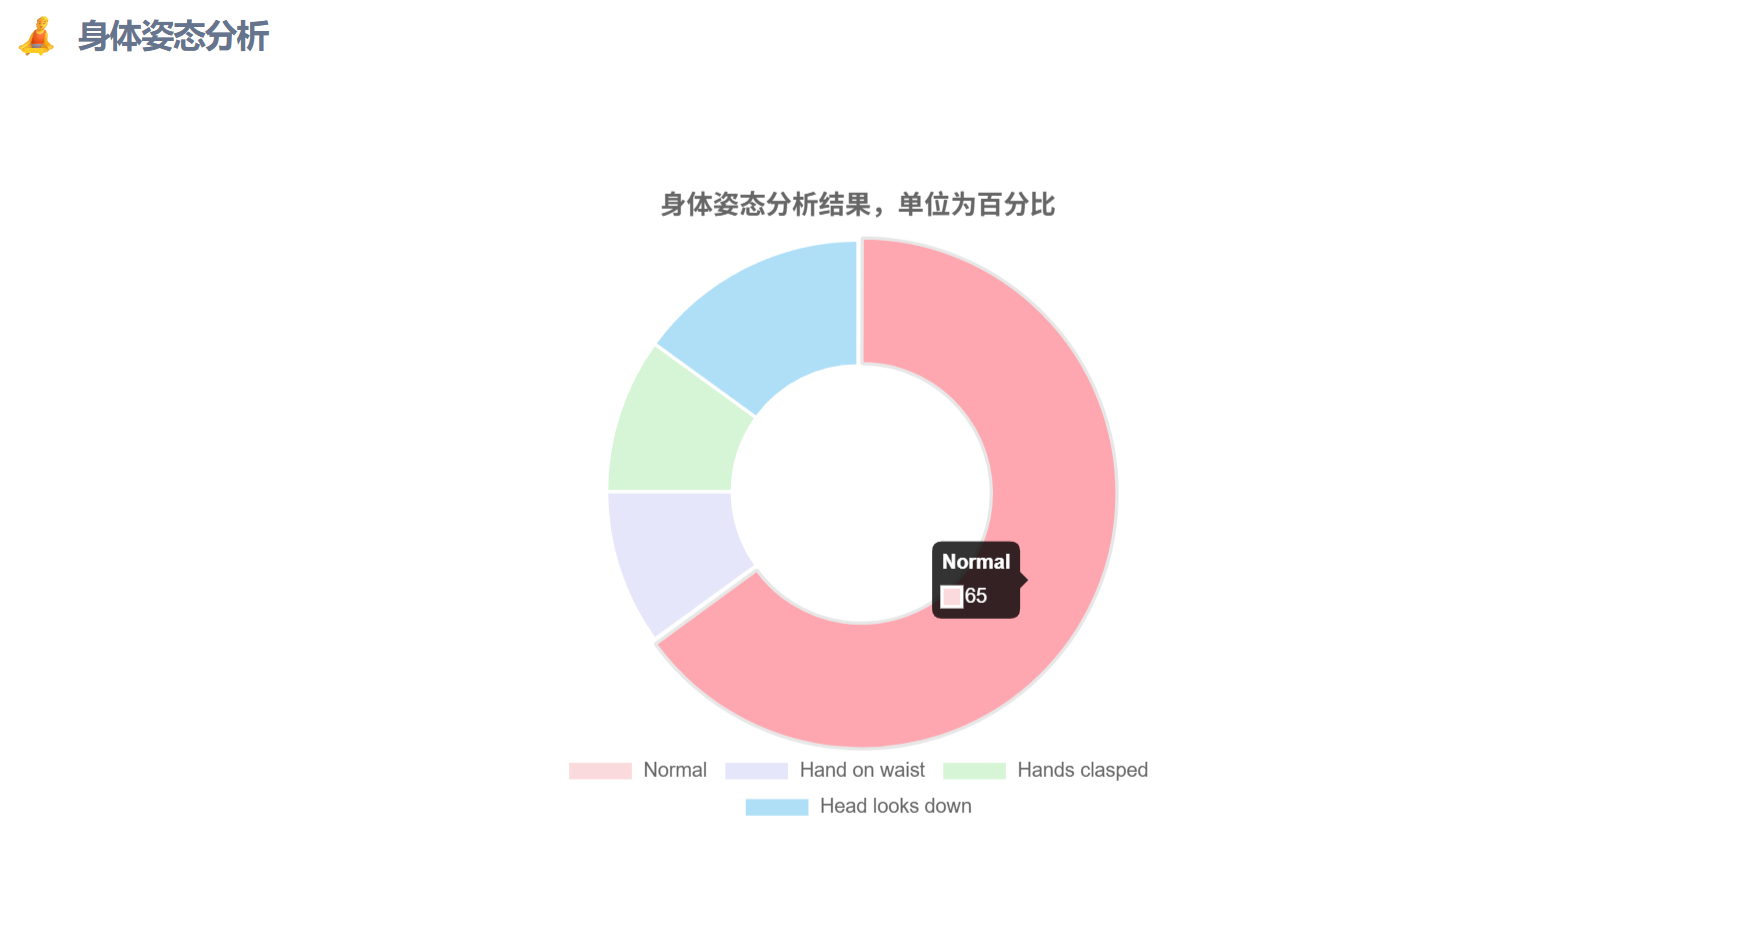 身体姿态分析
身体姿态分析结果，单位为百分比
Normal
65
Normal
Hand on waist
Hands clasped
Head looks down